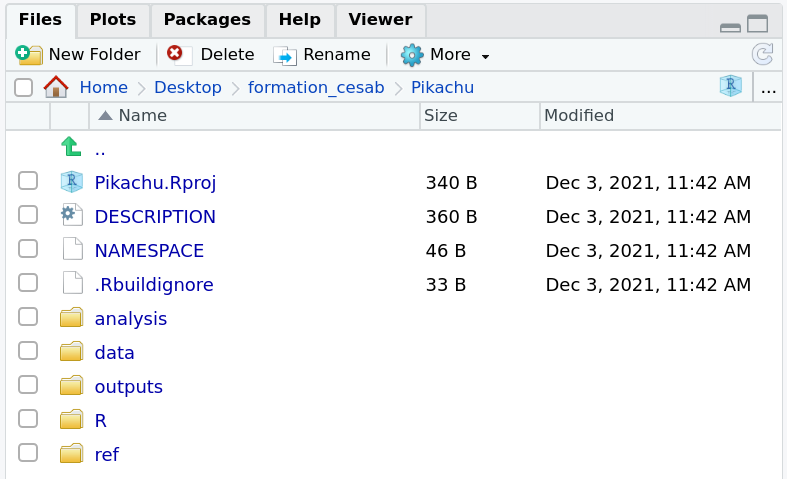 Files Plots Packages Help Viewer
New Folder Delete Rename More
Home Desktop formation_cesab Pikachu R ...
Name Size Modified
..
R Pikachu.Rproj 340 B Dec 3, 2021, 11:42 AM
DESCRIPTION 360 B Dec 3, 2021, 11:42 AM
NAMESPACE 46 B Dec 3, 2021, 11:42 AM
.Rbuildignore 33 B Dec 3, 2021, 11:42 AM
analysis
data
outputs
R
ref